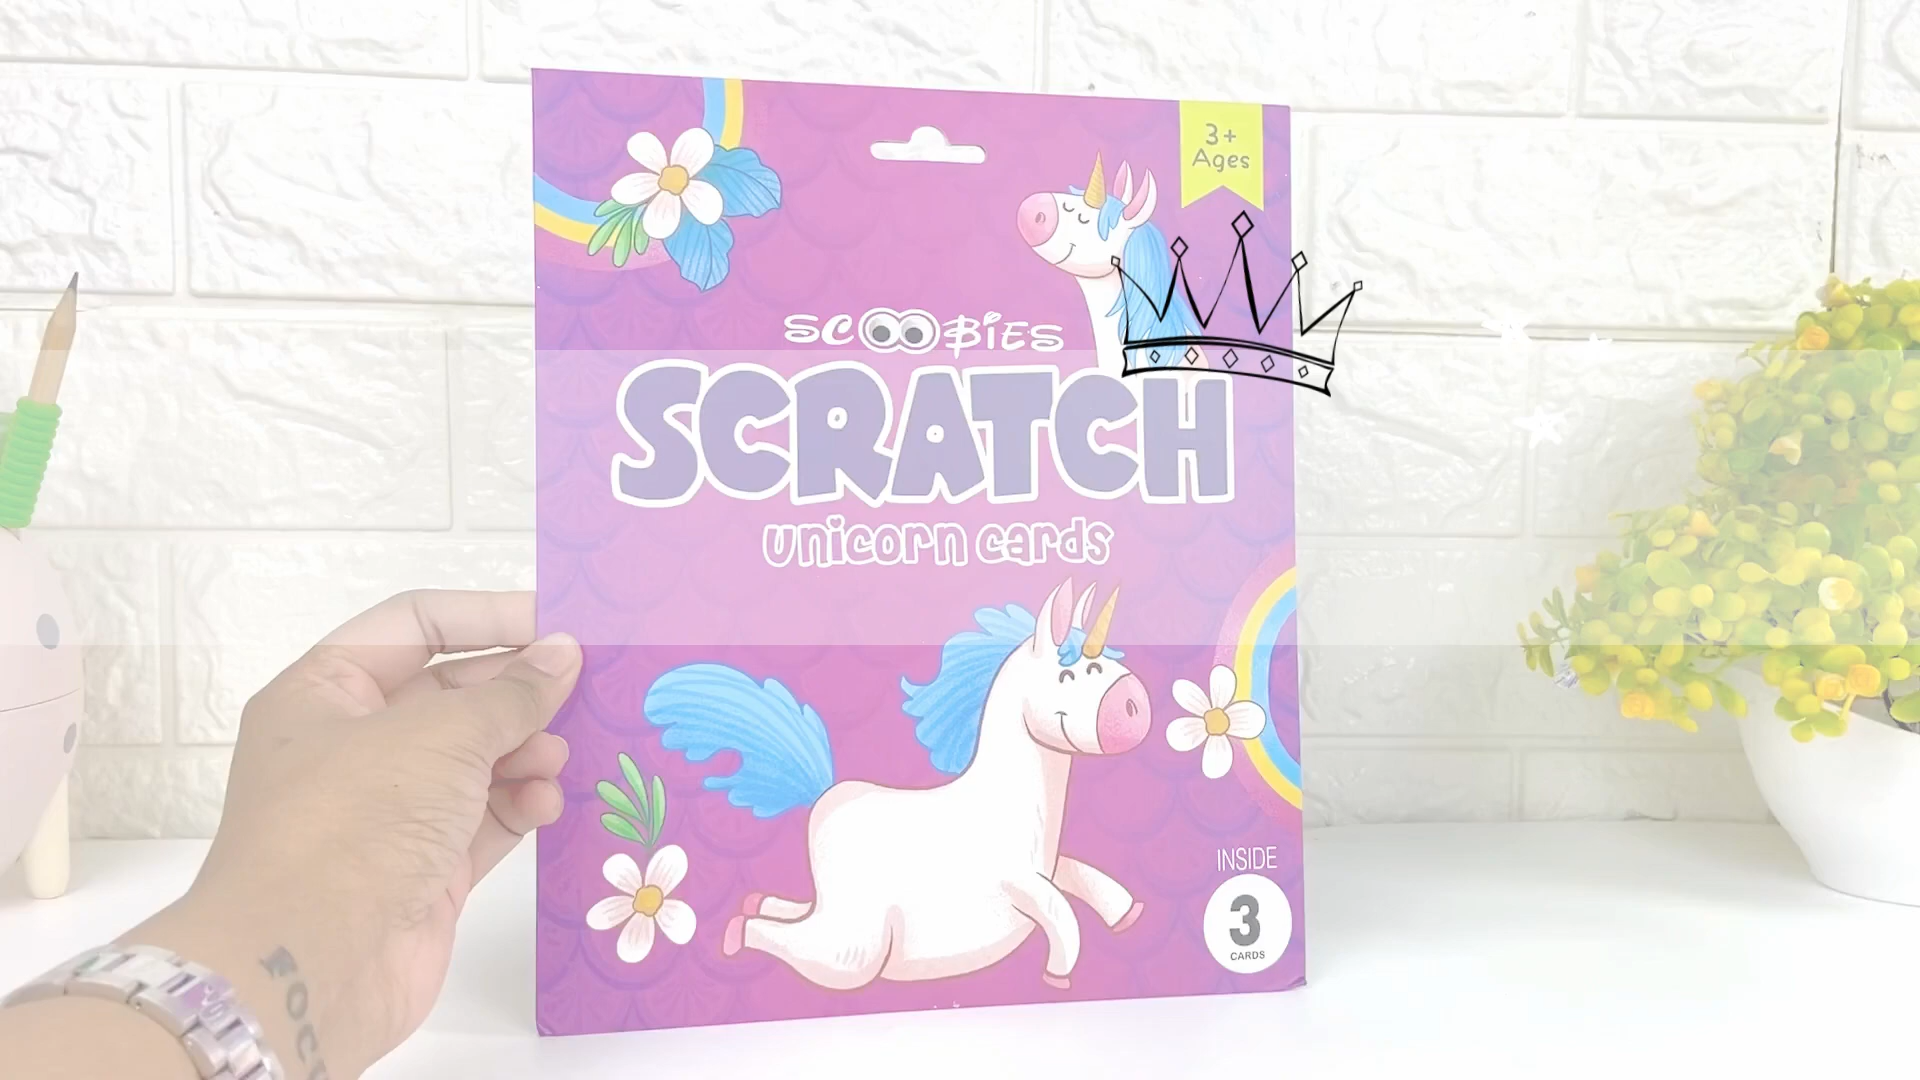 3+
Ages
SCOOBIES
SCRATCH
unicorn cards
INSIDE
3
CARDS